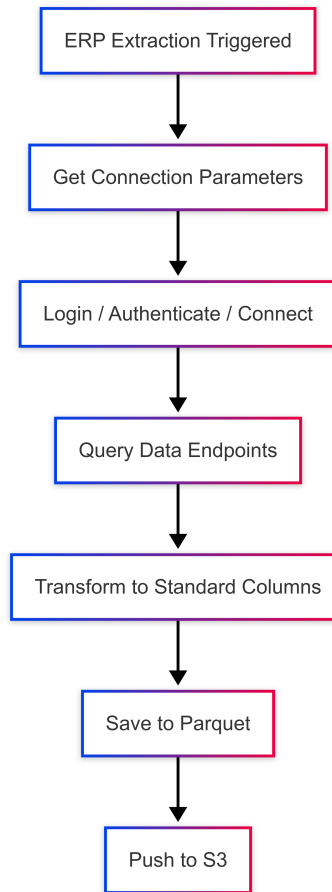 ERP Extraction Triggered
Get Connection Parameters
Login / Authenticate / Connect
Query Data Endpoints
Transform to Standard Columns
Save to Parquet
Push to S3